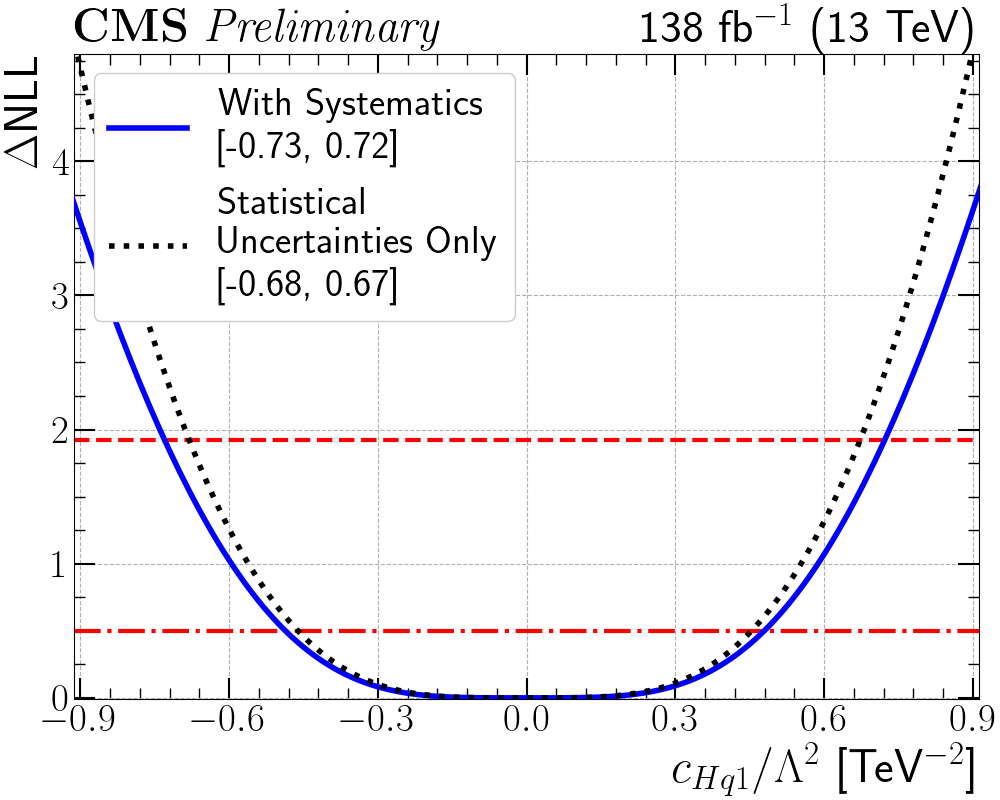 CMS Preliminary 138 fb⁻¹ (13 TeV)
ΔNLL
With Systematics
[-0.73, 0.72]
Statistical
Uncertainties Only
[-0.68, 0.67]
4
3
2
1
0
−0.9 −0.6 −0.3 0.0 0.3 0.6 0.9
c_{Hq1}/Λ² [TeV⁻²]